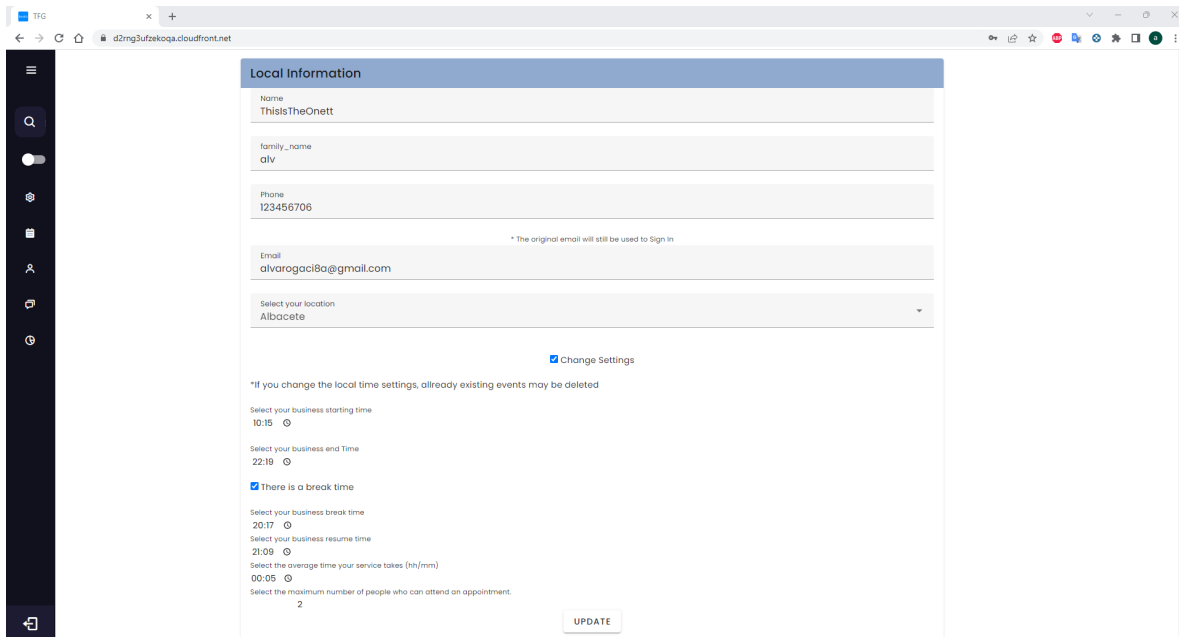 TFG
d2rng3ufzekoqa.cloudfront.net
ABP
a
Local Information
Name
ThisIsTheOnett
family_name
alv
Phone
123456706
* The original email will still be used to Sign In
Email
alvarogaci8a@gmail.com
Select your location
Albacete
Change Settings
*If you change the local time settings, allready existing events may be deleted
Select your business starting time
10:15
Select your business end Time
22:19
There is a break time
Select your business break time
20:17
Select your business resume time
21:09
Select the average time your service takes (hh/mm)
00:05
Select the maximum number of people who can attend an appointment.
2
UPDATE